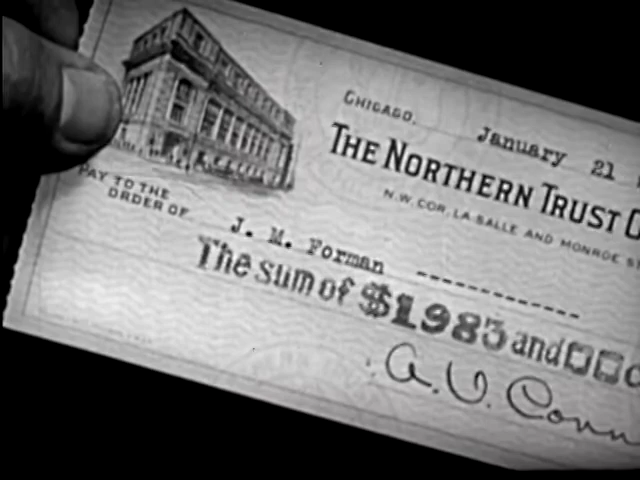 CHICAGO, January 21
THE NORTHERN TRUST
N.W. COR. LA SALLE AND MONROE
PAY TO THE
ORDER OF
J. M. Forman -------------
The sum of $1983 and 00
A. V.